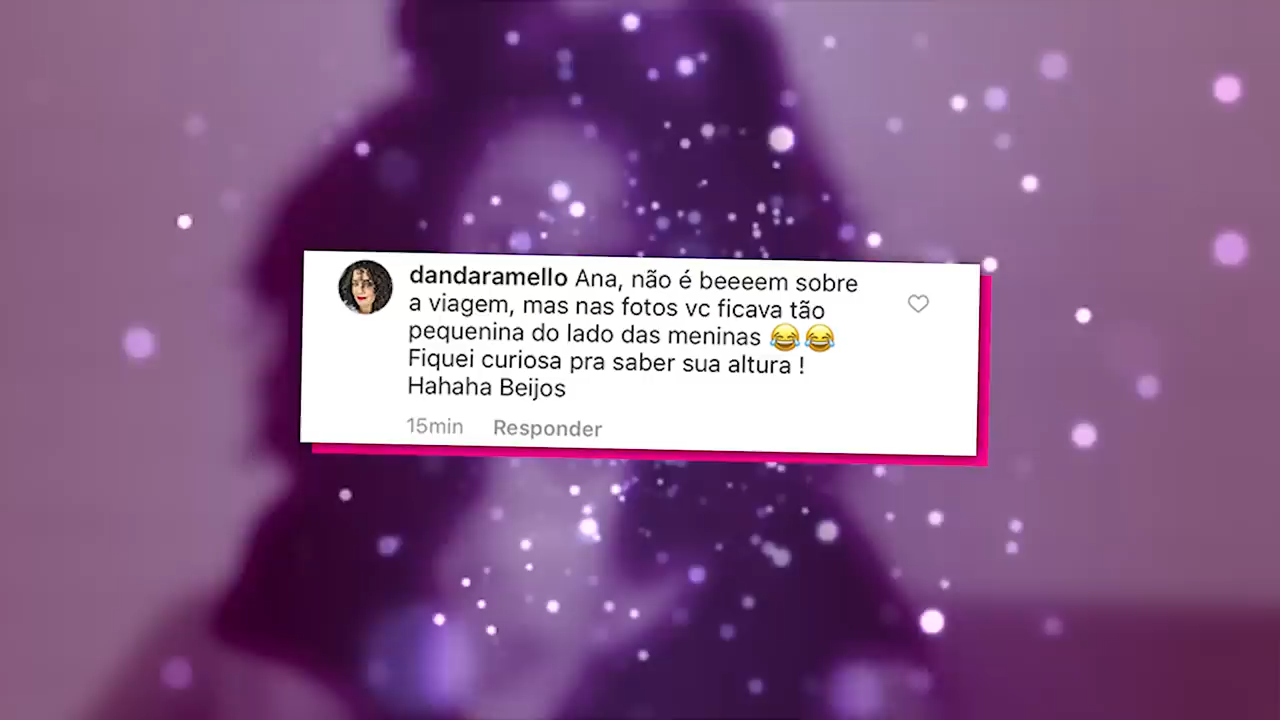 dandaramello Ana, não é beeeem sobre
a viagem, mas nas fotos vc ficava tão
pequenina do lado das meninas 😂😂
Fiquei curiosa pra saber sua altura !
Hahaha Beijos
15min Responder